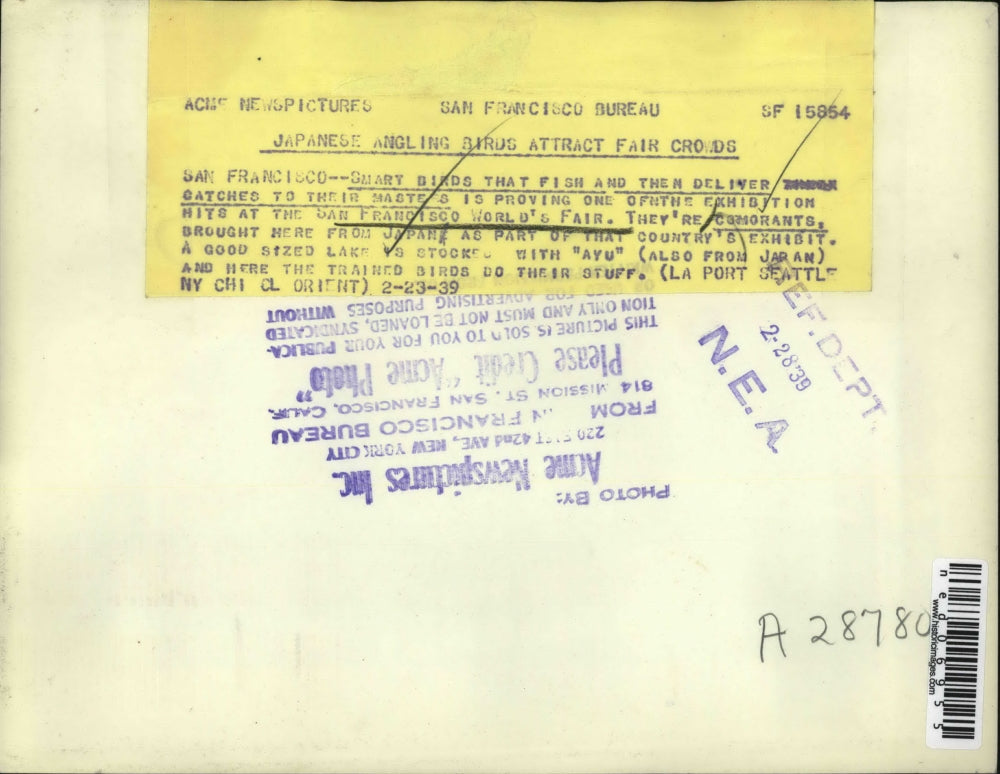 ACME NEWSPICTURES SAN FRANCISCO BUREAU SF 15854
JAPANESE ANGLING BIRDS ATTRACT FAIR CROWDS
SAN FRANCISCO--SMART BIRDS THAT FISH AND THEN DELIVER
CATCHES TO THEIR MASTERS IS PROVING ONE OFNTHE EXHIBITION
HITS AT THE SAN FRANCISCO WORLD'S FAIR. THEY'RE COMORANTS,
BROUGHT HERE FROM JAPAN AS PART OF THAT COUNTRY'S EXHIBIT.
A GOOD SIZED LAKE IS STOCKED WITH "AYU" (ALSO FROM JAPAN)
AND HERE THE TRAINED BIRDS DO THEIR STUFF. (LA PORT SEATTLE
NY CHI CL ORIENT) 2-23-39
PHOTO BY:
Acme Newspictures Inc.
220 EAST 42nd AVE, NEW YORK CITY
FROM SAN FRANCISCO BUREAU
814 MISSION ST. SAN FRANCISCO, CALIF.
Please Credit "Acme Photo"
THIS PICTURE IS SOLD TO YOU FOR YOUR PUBLICA-
TION ONLY AND MUST NOT BE LOANED, SYNDICATED
OR USED FOR ADVERTISING PURPOSES WITHOUT
REF. DEPT
2-28'39
N.E.A
A 28780
www.historicimages.com
ned06955